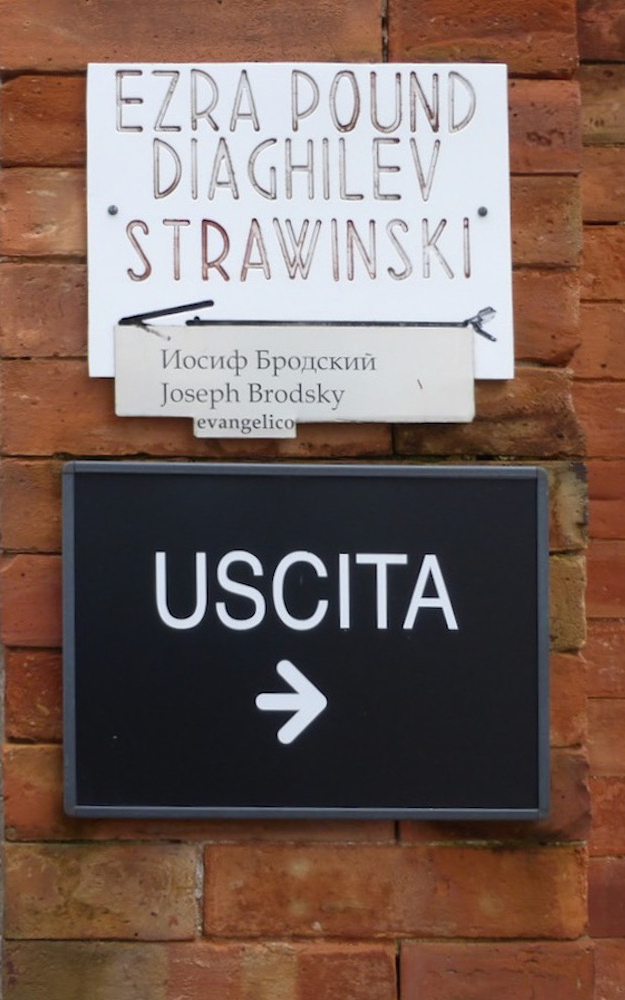 EZRA POUND
DIAGHILEV
STRAWINSKi
Иосиф Бродский
Joseph Brodsky
evangelico
USCITA